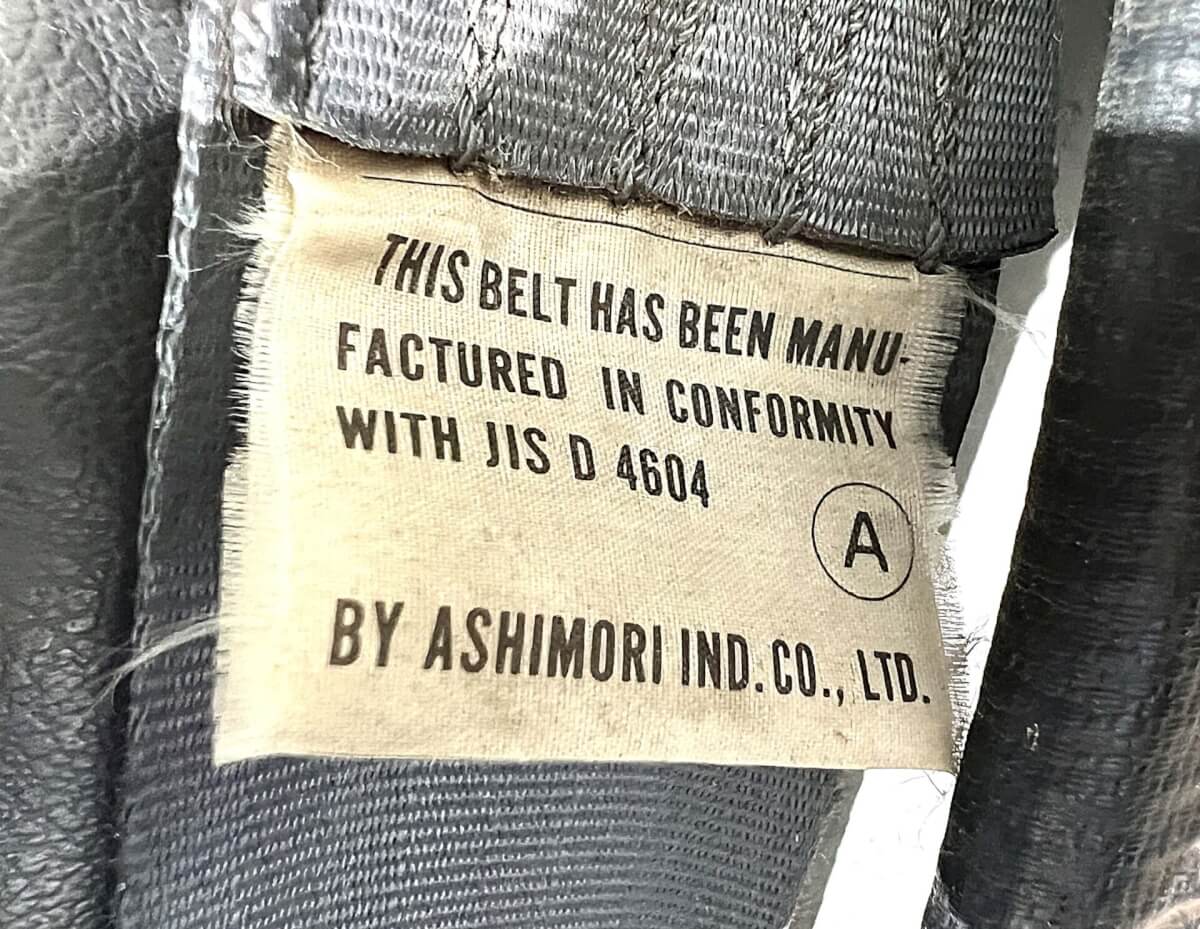 THIS BELT HAS BEEN MANU-
FACTURED IN CONFORMITY
WITH JIS D 4604
A
BY ASHIMORI IND. CO., LTD.